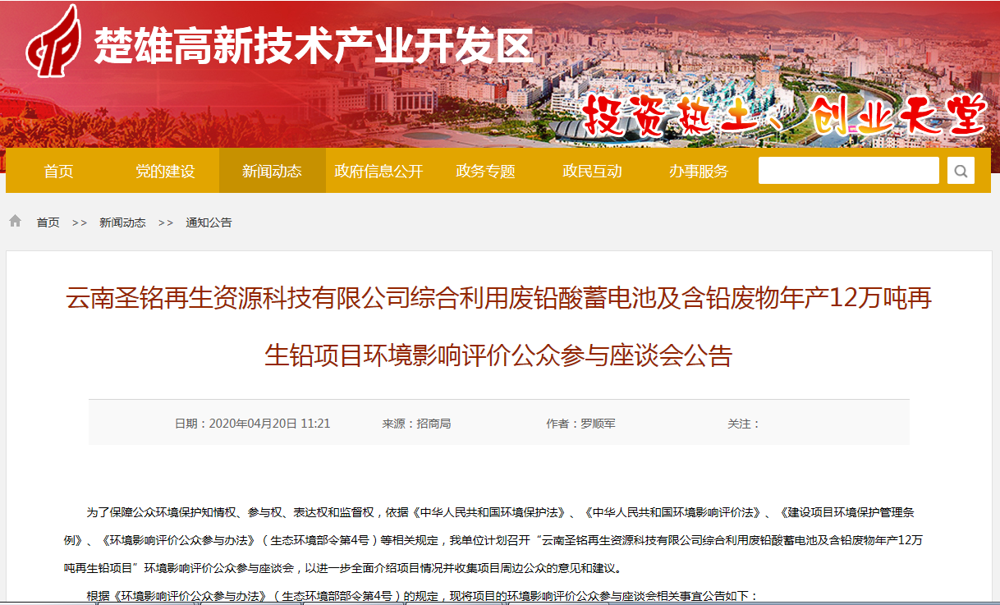 楚雄高新技术产业开发区
投资热土、创业天堂
首页 党的建设 新闻动态 政府信息公开 政务专题 政民互动 办事服务
首页 >> 新闻动态 >> 通知公告
云南圣铭再生资源科技有限公司综合利用废铅酸蓄电池及含铅废物年产12万吨再
生铅项目环境影响评价公众参与座谈会公告
日期：2020年04月20日 11:21 来源：招商局 作者：罗顺军 关注：
为了保障公众环境保护知情权、参与权、表达权和监督权，依据《中华人民共和国环境保护法》、《中华人民共和国环境影响评价法》、《建设项目环境保护管理条
例》、《环境影响评价公众参与办法》（生态环境部令第4号）等相关规定，我单位计划召开“云南圣铭再生资源科技有限公司综合利用废铅酸蓄电池及含铅废物年产12万
吨再生铅项目”环境影响评价公众参与座谈会，以进一步全面介绍项目情况并收集项目周边公众的意见和建议。
根据《环境影响评价公众参与办法》（生态环境部部令第4号）的规定，现将项目的环境影响评价公众参与座谈会相关事宜公告如下：